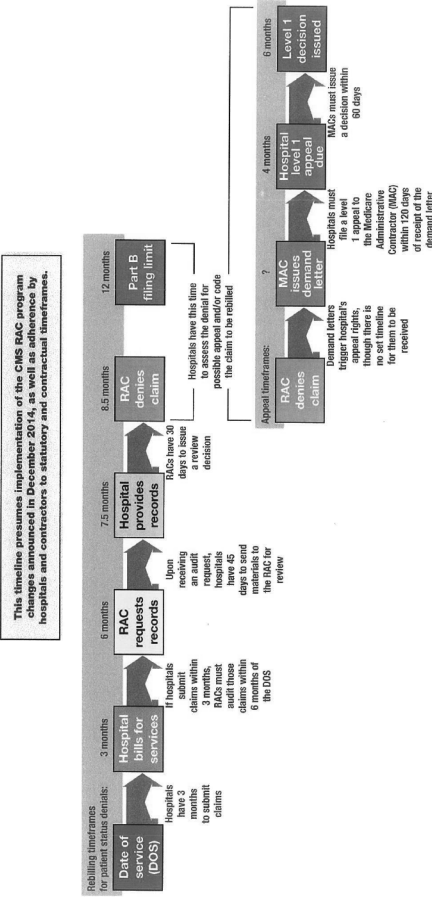 This timeline presumes implementation of the CMS RAC program
changes announced in December 2014, as well as adherence by
hospitals and contractors to statutory and contractual timeframes.
Rebilling timeframes
for patient status denials:
3 months
6 months
7.5 months
8.5 months
12 months
Date of
service
(DOS)
Hospital
bills for
services
RAC
requests
records
Hospital
provides
records
RAC
denies
claim
Part B
filing limit
Hospitals
have 3
months
to submit
claims
If hospitals
submit
claims within
3 months,
RACs must
audit those
claims within
6 months of
the DOS
Upon
receiving
an audit
request,
hospitals
have 45
days to send
materials to
the RAC for
review
RACs have 30
days to issue
a review
decision
Hospitals have this time
to assess the denial for
possible appeal and/or code
the claim to be rebilled
Appeal timeframes:
?
4 months
6 months
RAC
denies
claim
MAC
issues
demand
letter
Hospital
level 1
appeal
due
Level 1
decision
issued
Demand letters
trigger hospital's
appeal rights,
though there is
no set timeline
for them to be
received
Hospitals must
file a level
1 appeal to
the Medicare
Administrative
Contractor (MAC)
within 120 days
of receipt of the
demand letter
MACs must issue
a decision within
60 days